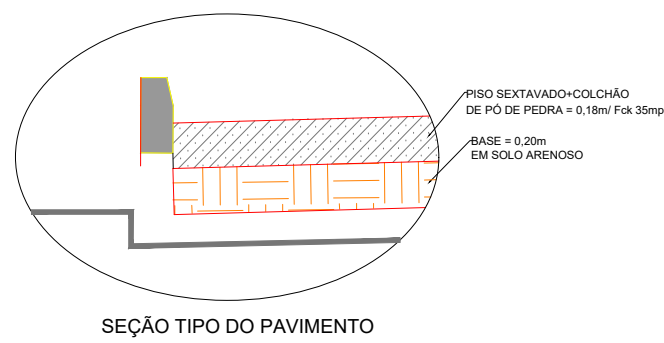 PISO SEXTAVADO+COLCHÃO
DE PÓ DE PEDRA = 0,18m/ Fck 35mp
BASE = 0,20m
EM SOLO ARENOSO
SEÇÃO TIPO DO PAVIMENTO